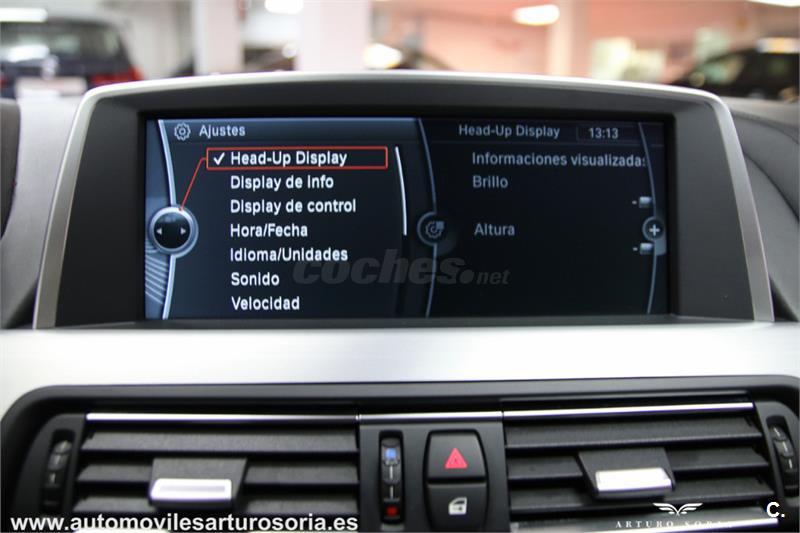 Ajustes
Head-Up Display 13:13
✓ Head-Up Display
Display de info
Display de control
Hora/Fecha
Idioma/Unidades
Sonido
Velocidad
Informaciones visualizadas
Brillo
Altura
coches.net
www.automovilesarturosoria.es
ARTURO SORIA
C.